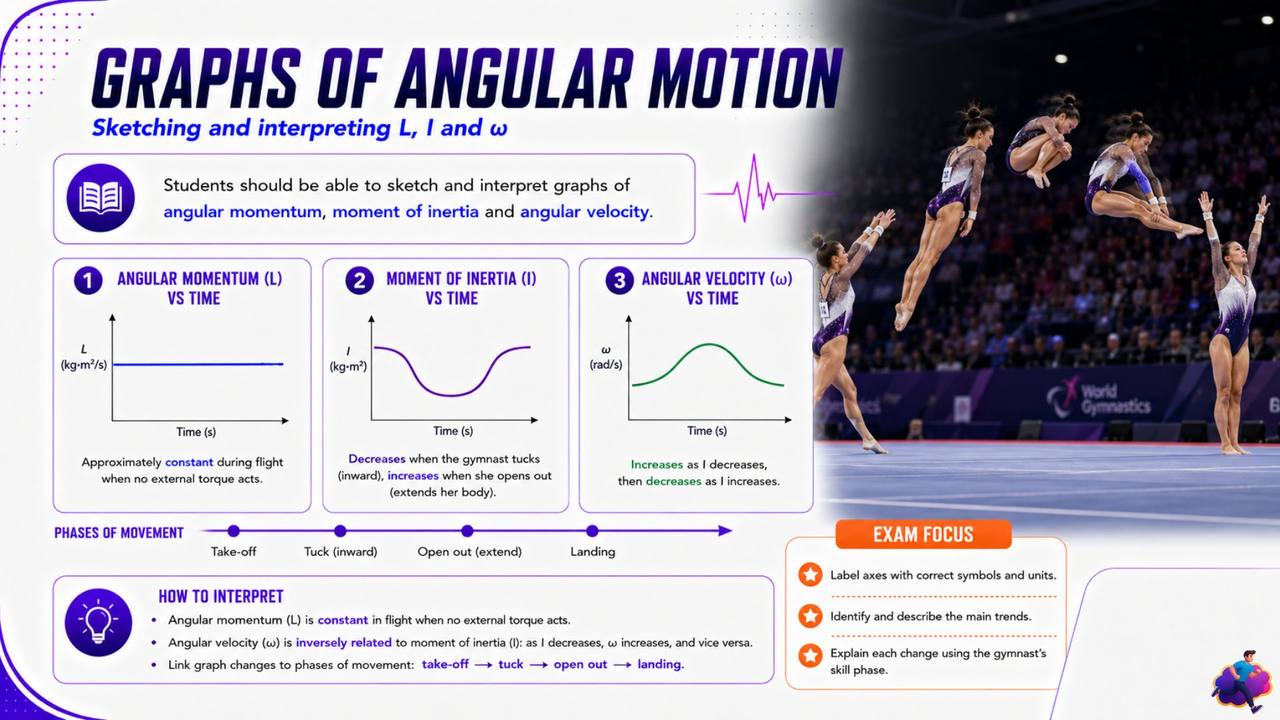 GRAPHS OF ANGULAR MOTION
Sketching and interpreting L, I and ω
Students should be able to sketch and interpret graphs of
angular momentum, moment of inertia and angular velocity.
1 ANGULAR MOMENTUM (L)
VS TIME
L
(kg·m²/s)
Time (s)
Approximately constant during flight
when no external torque acts.
2 MOMENT OF INERTIA (I)
VS TIME
I
(kg·m²)
Time (s)
Decreases when the gymnast tucks
(inward), increases when she opens out
(extends her body).
3 ANGULAR VELOCITY (ω)
VS TIME
ω
(rad/s)
Time (s)
Increases as I decreases,
then decreases as I increases.
World
Gymnastics
PHASES OF MOVEMENT
Take-off
Tuck (inward)
Open out (extend)
Landing
HOW TO INTERPRET
• Angular momentum (L) is constant in flight when no external torque acts.
• Angular velocity (ω) is inversely related to moment of inertia (I): as I decreases, ω increases, and vice versa.
• Link graph changes to phases of movement: take-off → tuck → open out → landing.
EXAM FOCUS
Label axes with correct symbols and units.
Identify and describe the main trends.
Explain each change using the gymnast's
skill phase.